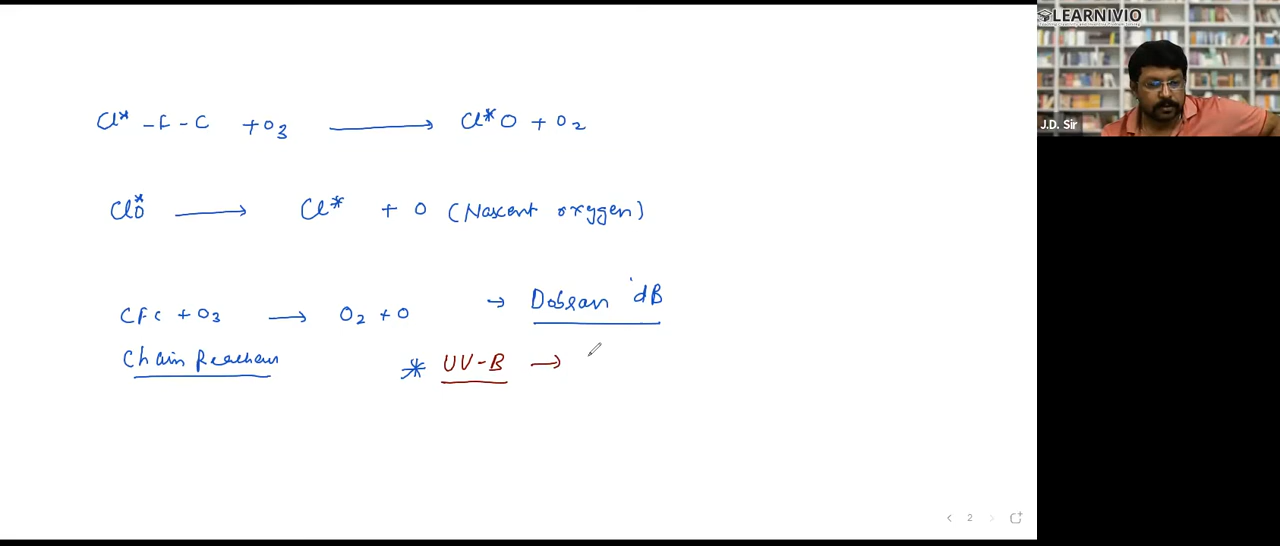 LEARNIVIO
J.D. Sir
Cl* - F - C + O3 → Cl*O + O2
ClO* → Cl* + O (Nascent oxygen)
CFC + O3 → O2 + O → Dobson dB
Chain Reaction * UV-B →
2